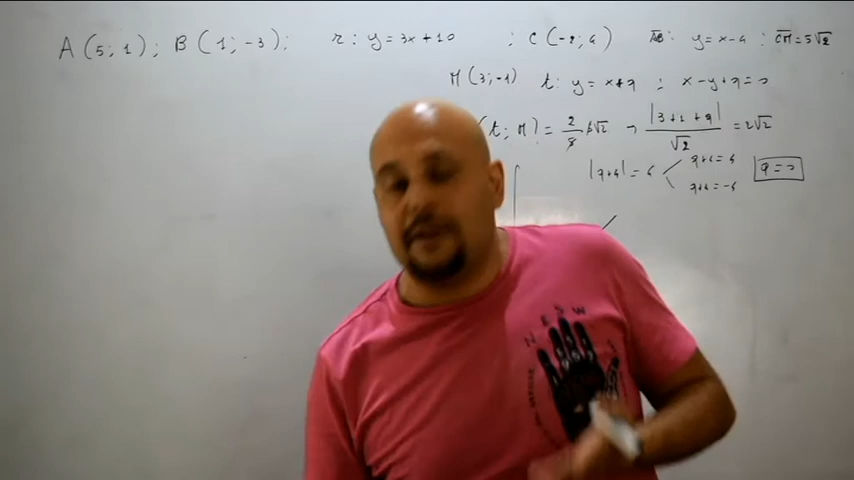 A(5;1); B(1;-3); r: y=3x+10 ; C(-2;4) AB: y=x-4 : CM=5√2
M(3;-1) t: y=x+q : x-y+q=0
(t;M)= 2/5 5√2 → |3+1+q|/√2 = 2√2
|q+4|=4 q+4=4 q=0
q+4=-4
N E S W